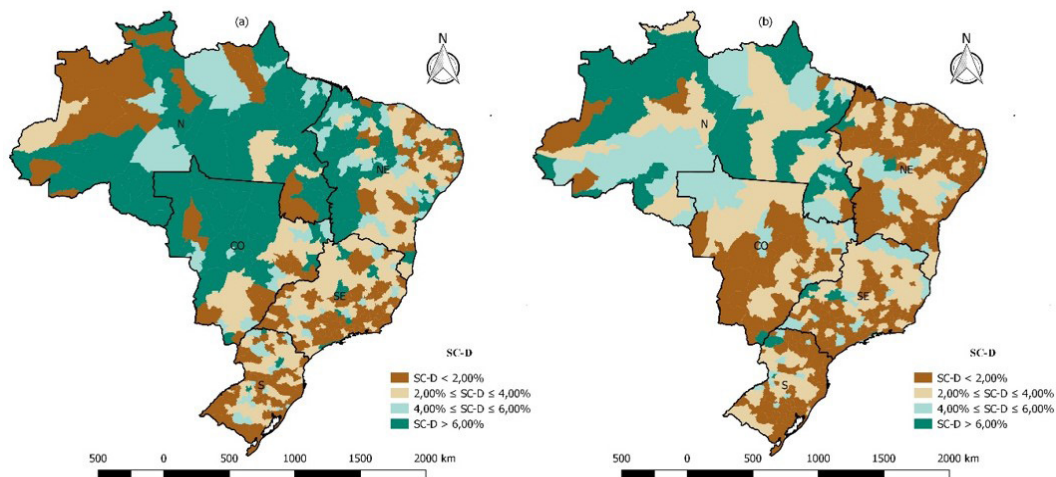 (a)
N
N
NE
CO
SE
S
SC-D
SC-D < 2,00%
2,00% ≤ SC-D ≤ 4,00%
4,00% ≤ SC-D ≤ 6,00%
SC-D > 6,00%
500 0 500 1000 1500 2000 km
(b)
N
N
NE
CO
SE
S
SC-D
SC-D < 2,00%
2,00% ≤ SC-D ≤ 4,00%
4,00% ≤ SC-D ≤ 6,00%
SC-D > 6,00%
500 0 500 1000 1500 2000 km